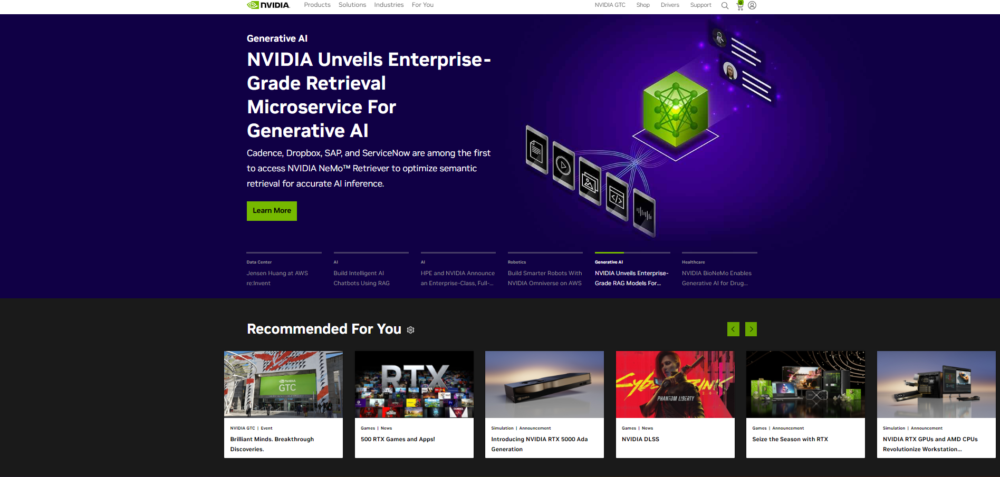 NVIDIA.
Products Solutions Industries For You
NVIDIA GTC Shop Drivers Support
0
Generative AI
NVIDIA Unveils Enterprise-
Grade Retrieval
Microservice For
Generative AI
Cadence, Dropbox, SAP, and ServiceNow are among the first
to access NVIDIA NeMo™ Retriever to optimize semantic
retrieval for accurate AI inference.
Learn More
Data Center
Jensen Huang at AWS
re:Invent
AI
Build Intelligent AI
Chatbots Using RAG
AI
HPE and NVIDIA Announce
an Enterprise-Class, Full-...
Robotics
Build Smarter Robots With
NVIDIA Omniverse on AWS
Generative AI
NVIDIA Unveils Enterprise-
Grade RAG Models For...
Healthcare
NVIDIA BioNeMo Enables
Generative AI for Drug...
Recommended For You
NVIDIA
GTC
NVIDIA GTC | Event
Brilliant Minds. Breakthrough
Discoveries.
RTX
Games | News
500 RTX Games and Apps!
Simulation | Announcement
Introducing NVIDIA RTX 5000 Ada
Generation
CYBERPUNK
2077
PHANTOM LIBERTY
Games | News
NVIDIA DLSS
Games | Announcement
Seize the Season with RTX
Simulation | Announcement
NVIDIA RTX GPUs and AMD CPUs
Revolutionize Workstation...